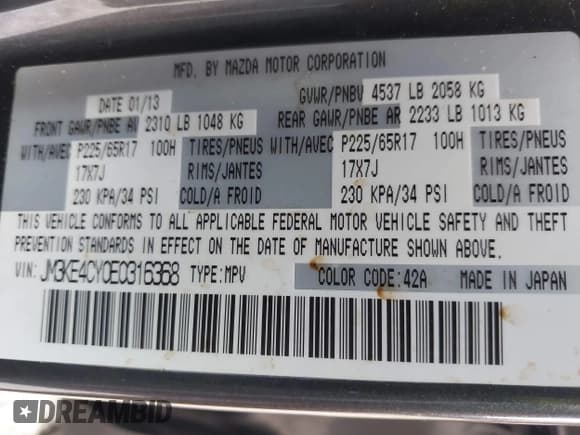 MFD. BY MAZDA MOTOR CORPORATION
DATE 01/13 GVWR/PNBV 4537 LB 2058 KG
FRONT GAWR/PNBE AV 2310 LB 1048 KG REAR GAWR/PNBE AR 2233 LB 1013 KG
WITH/AVEC P225/65R17 100H TIRES/PNEUS WITH/AVEC P225/65R17 100H TIRES/PNEUS
17X7J RIMS/JANTES 17X7J RIMS/JANTES
230 KPA/34 PSI COLD/A FROID 230 KPA/34 PSI COLD/A FROID
THIS VEHICLE CONFORMS TO ALL APPLICABLE FEDERAL MOTOR VEHICLE SAFETY AND THEFT
PREVENTION STANDARDS IN EFFECT ON THE DATE OF MANUFACTURE SHOWN ABOVE.
VIN: JM3KE4CY0E0316368 TYPE:MPV COLOR CODE:42A MADE IN JAPAN
DREAMBID